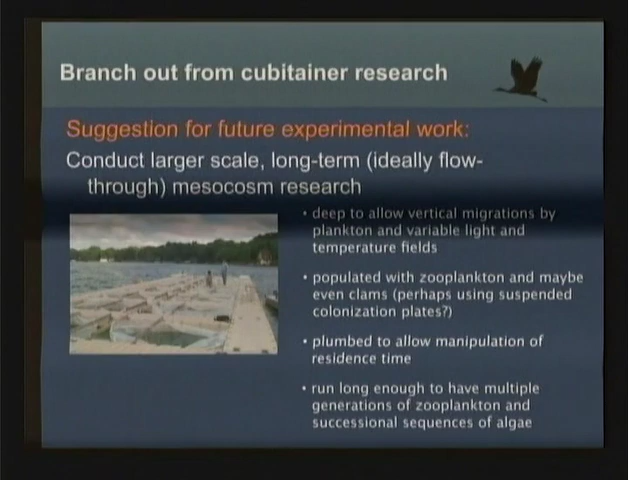 Branch out from cubitainer research
Suggestion for future experimental work:
Conduct larger scale, long-term (ideally flow-
through) mesocosm research
• deep to allow vertical migrations by
plankton and variable light and
temperature fields
• populated with zooplankton and maybe
even clams (perhaps using suspended
colonization plates?)
• plumbed to allow manipulation of
residence time
• run long enough to have multiple
generations of zooplankton and
successional sequences of algae